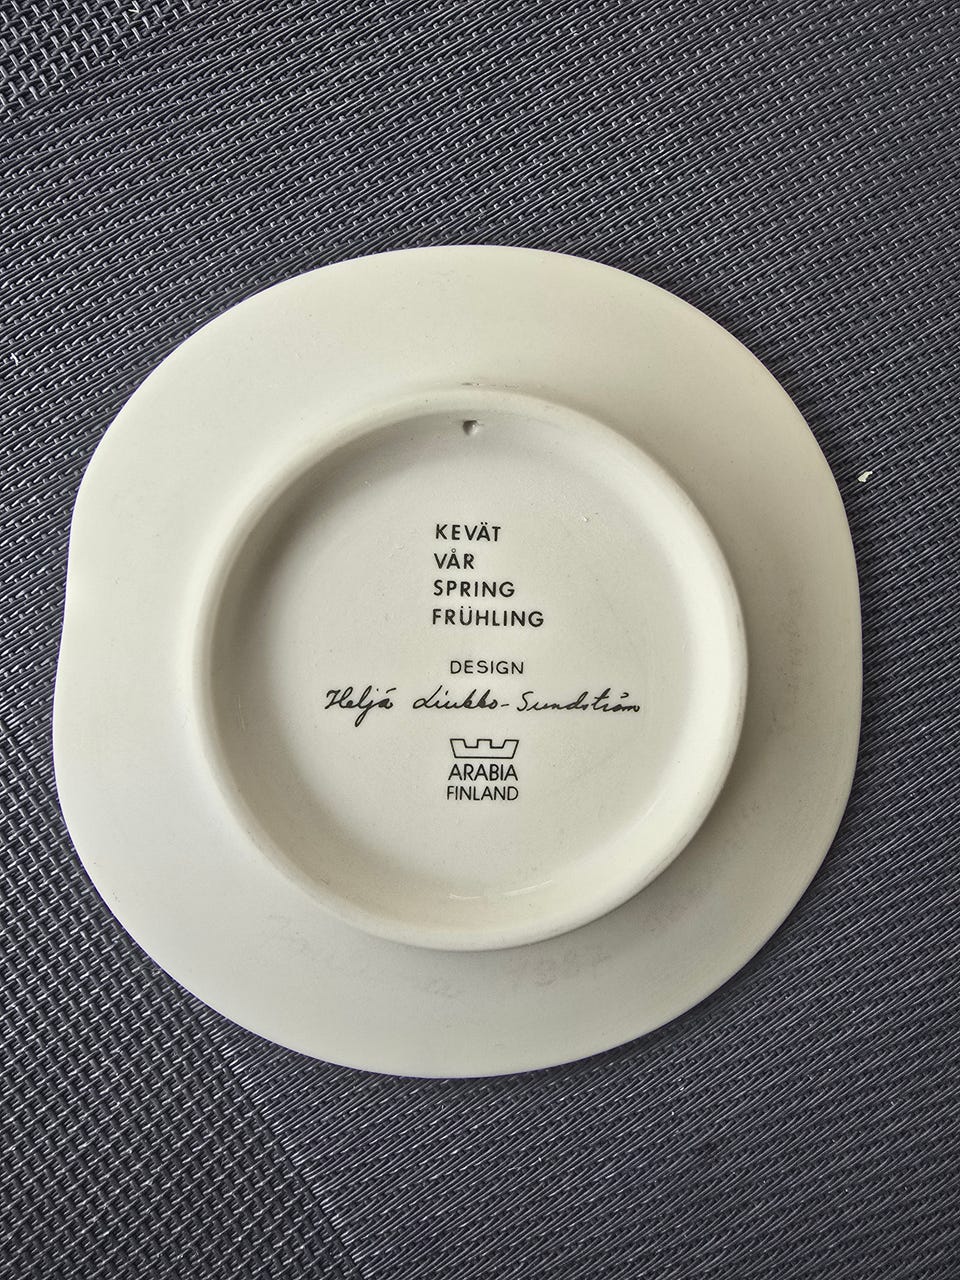 KEVÄT
VÅR
SPRING
FRÜHLING
DESIGN
Heljä Liukko-Sundström
ARABIA
FINLAND